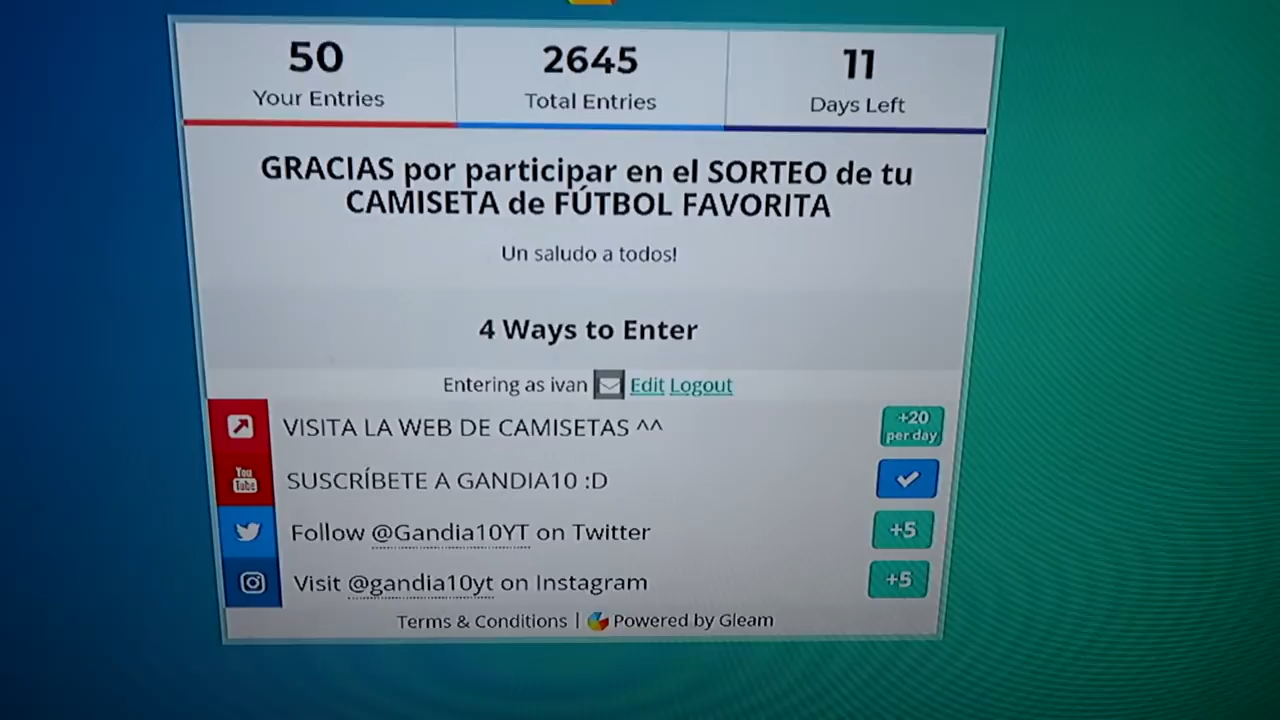 50
2645
11
Your Entries
Total Entries
Days Left
GRACIAS por participar en el SORTEO de tu
CAMISETA de FÚTBOL FAVORITA
Un saludo a todos!
4 Ways to Enter
Entering as ivan Edit Logout
VISITA LA WEB DE CAMISETAS ^^
+20
per day
You
Tube
SUSCRÍBETE A GANDIA10 :D
Follow @Gandia10YT on Twitter
+5
Visit @gandia10yt on Instagram
+5
Terms & Conditions | Powered by Gleam